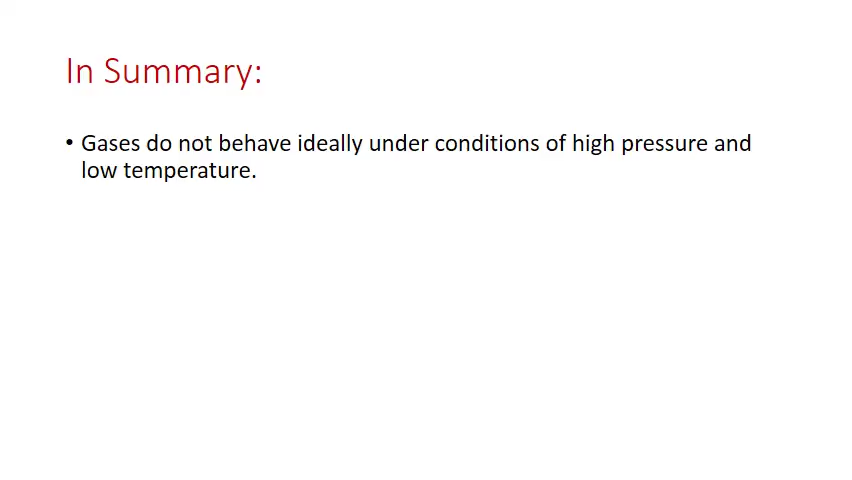 In Summary:
• Gases do not behave ideally under conditions of high pressure and
low temperature.